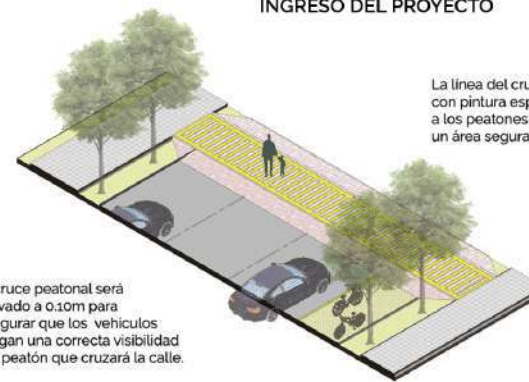 INGRESO DEL PROYECTO
La línea del cru
con pintura esp
a los peatones
un área segura
ruce peatonal será
vado a 0.10m para
gurar que los vehiculos
gan una correcta visibilidad
peatón que cruzará la calle.